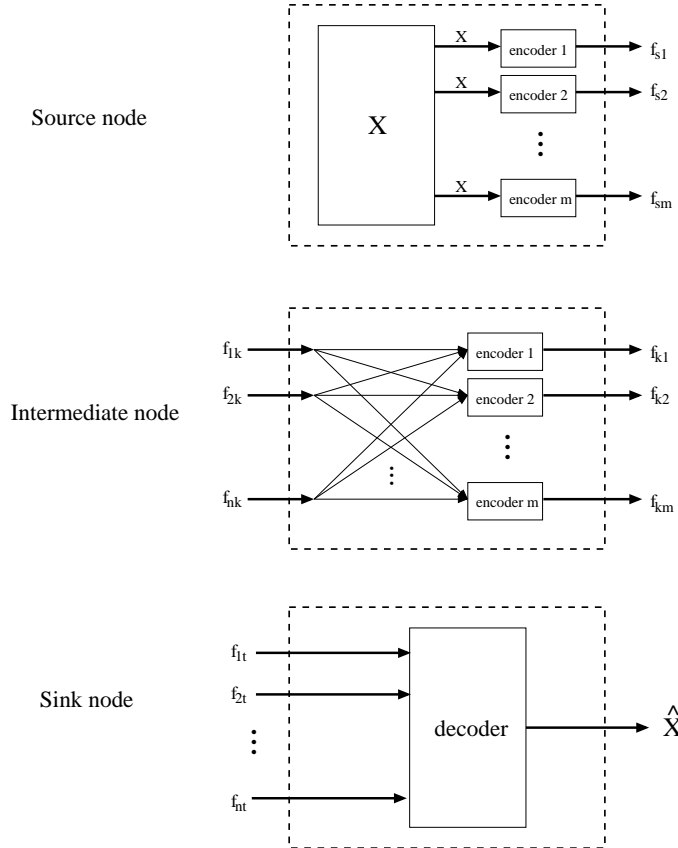 Source node
X
X
encoder 1
f_s1
X
encoder 2
f_s2
X
encoder m
f_sm
Intermediate node
f_1k
encoder 1
f_k1
f_2k
encoder 2
f_k2
f_nk
encoder m
f_km
Sink node
f_1t
f_2t
f_nt
decoder
X̂